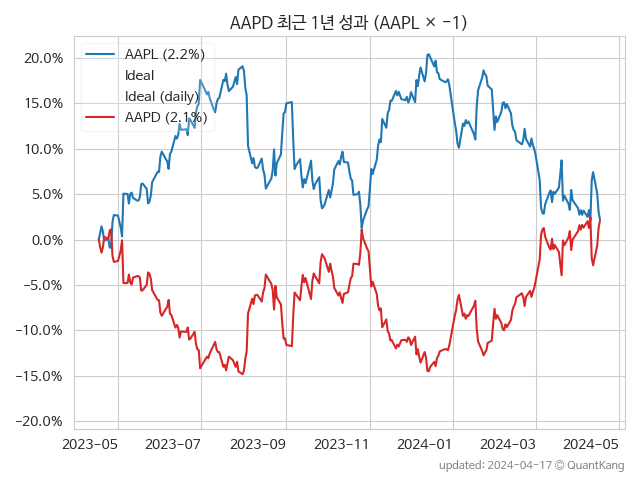 AAPD 최근 1년 성과 (AAPL × -1)
AAPL (2.2%)
Ideal
Ideal (daily)
AAPD (2.1%)
20.0%
15.0%
10.0%
5.0%
0.0%
-5.0%
-10.0%
-15.0%
-20.0%
2023-05 2023-07 2023-09 2023-11 2024-01 2024-03 2024-05
updated: 2024-04-17 © QuantKang